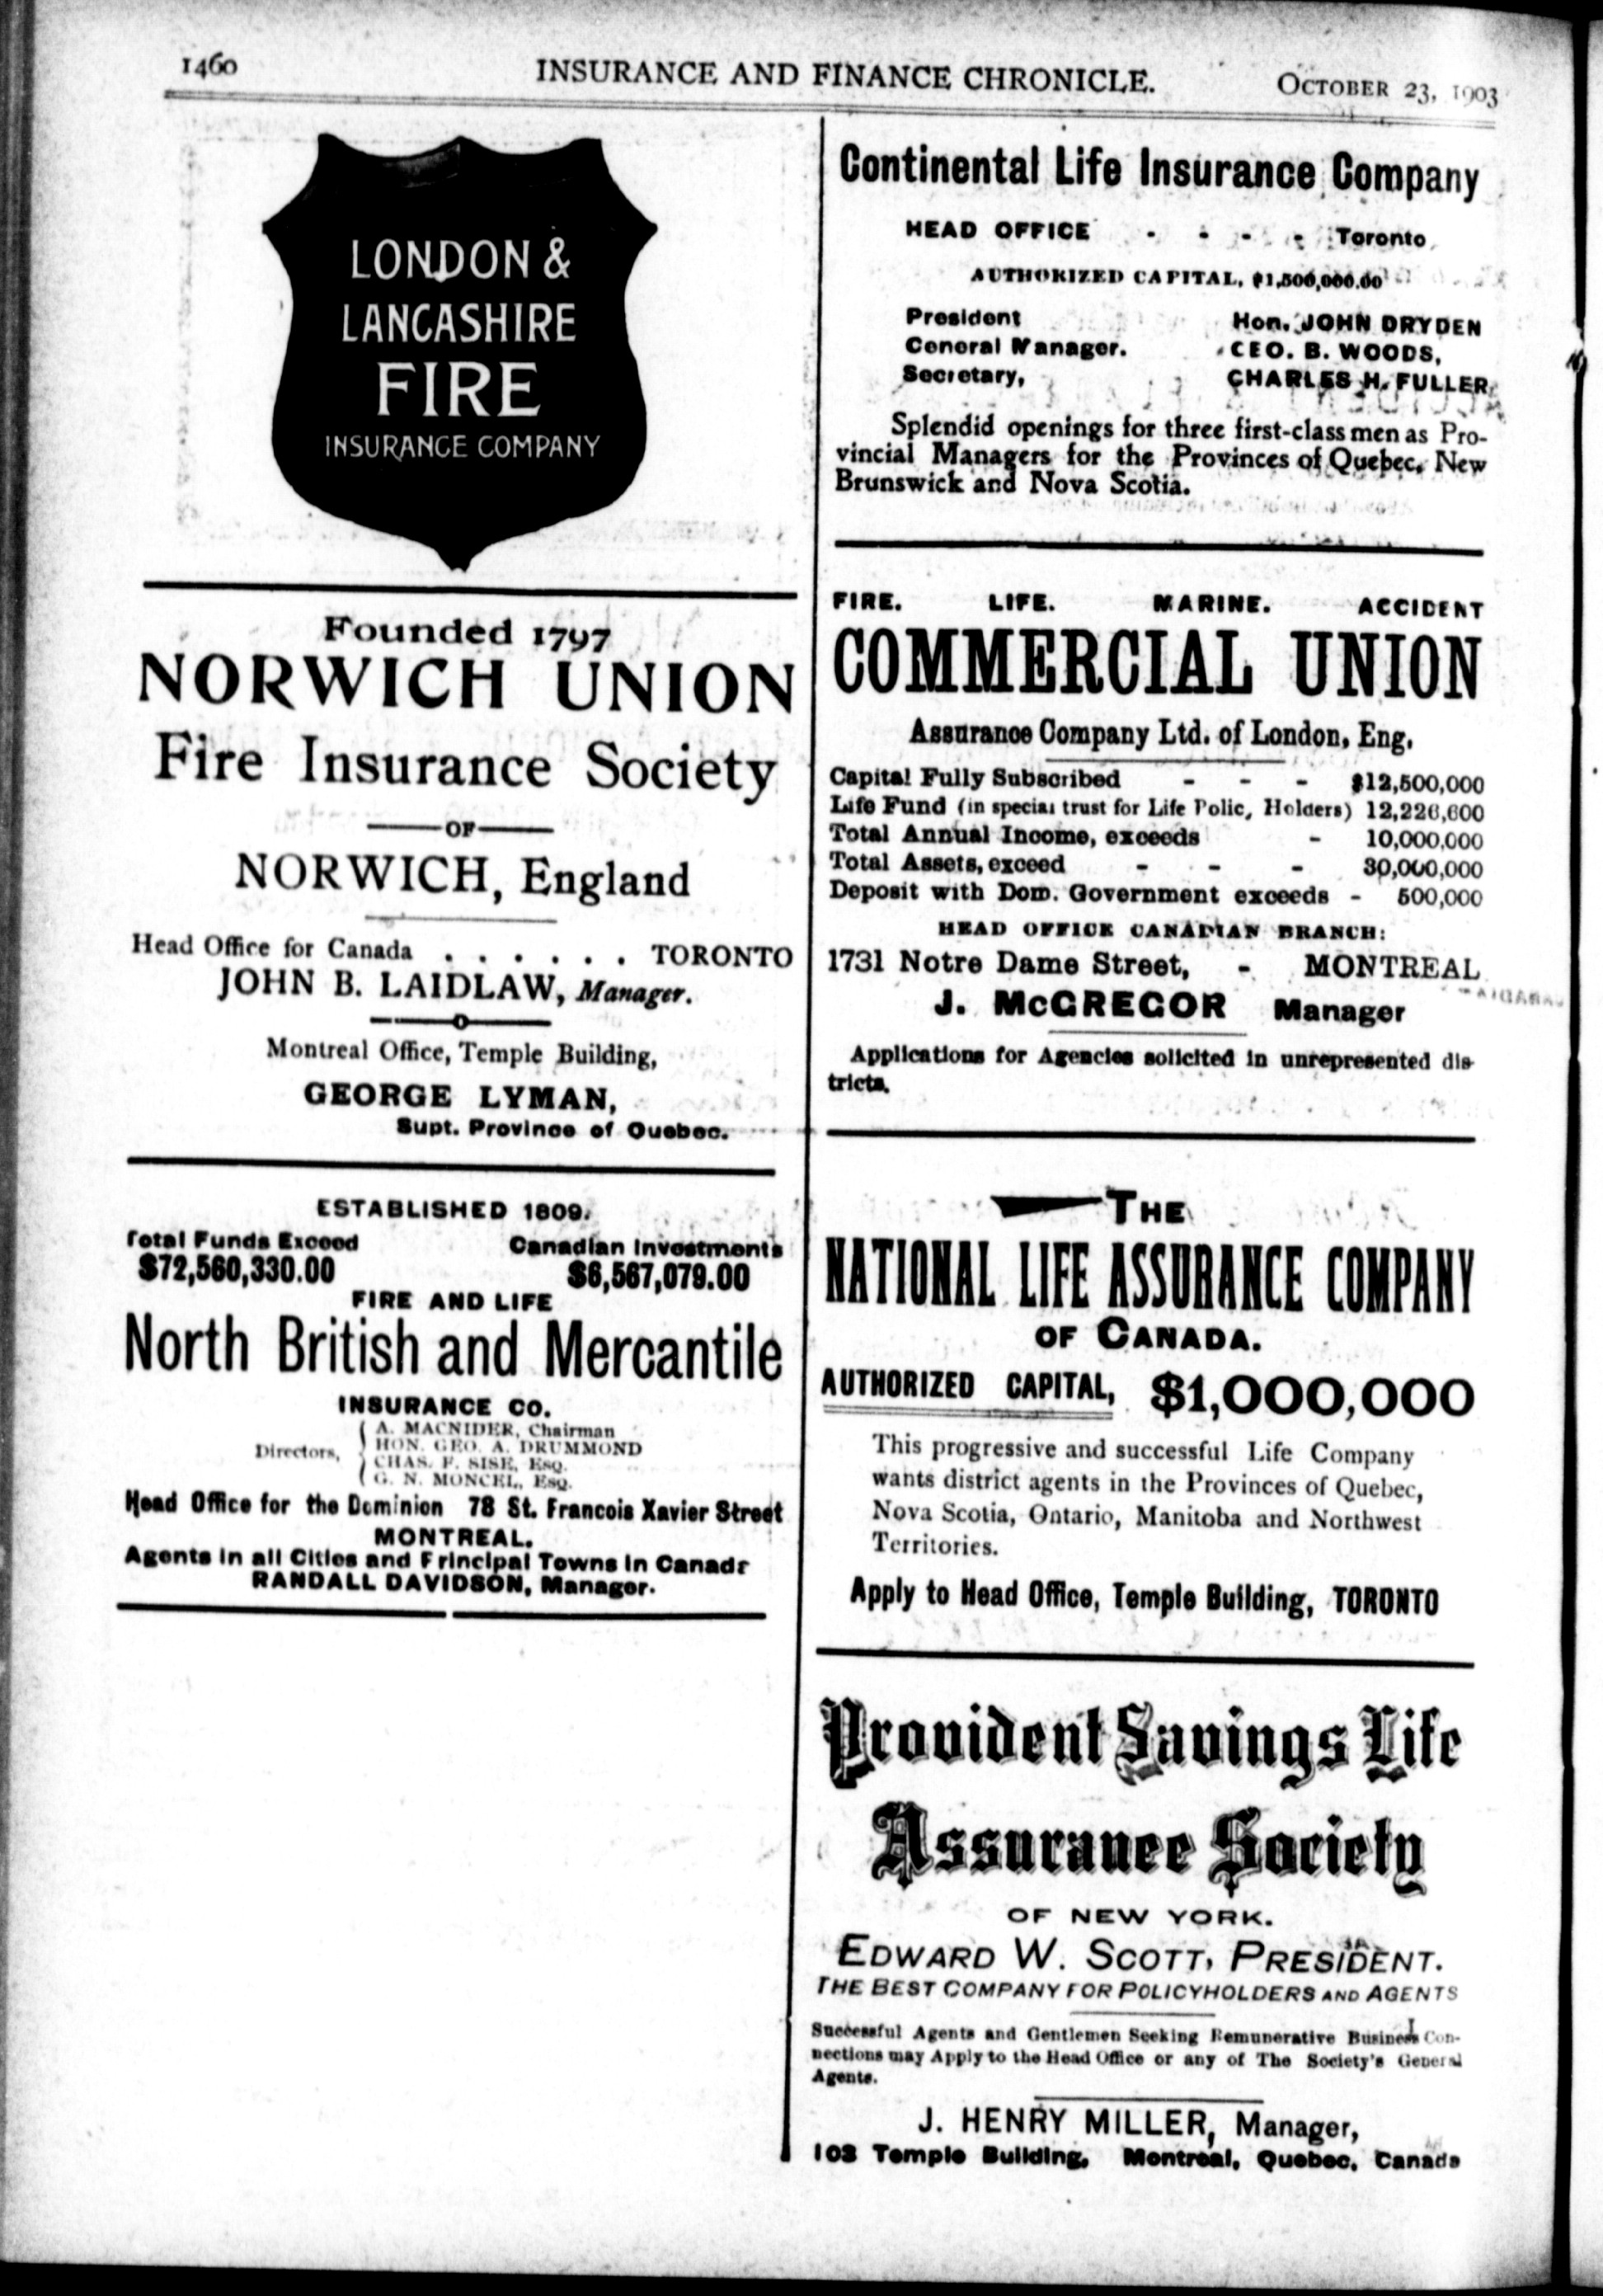 1460
INSURANCE AND FINANCE CHRONICLE.
OCTOBER 23, 1903
LONDON &
LANCASHIRE
FIRE
INSURANCE COMPANY
Founded 1797
NORWICH UNION
Fire Insurance Society
OF
NORWICH, England
Head Office for Canada . . . . . . TORONTO
JOHN B. LAIDLAW, Manager.
Montreal Office, Temple Building,
GEORGE LYMAN,
Supt. Province of Quebec.
ESTABLISHED 1809.
Total Funds Exceed
Canadian Investments
$72,560,330.00
$6,567,079.00
FIRE AND LIFE
North British and Mercantile
INSURANCE CO.
Directors,
A. MACNIDER, Chairman
HON. GEO. A. DRUMMOND
CHAS. F. SISE, ESQ.
G. N. MONCEL, ESQ.
Head Office for the Dominion 78 St. Francois Xavier Street
MONTREAL.
Agents in all Cities and Principal Towns in Canada
RANDALL DAVIDSON, Manager.
Continental Life Insurance Company
HEAD OFFICE - - - - Toronto
AUTHORIZED CAPITAL, $1,500,000.00
President Hon. JOHN DRYDEN
General Manager. GEO. B. WOODS,
Secretary, CHARLES H. FULLER
Splendid openings for three first-class men as Pro-
vincial Managers for the Provinces of Quebec, New
Brunswick and Nova Scotia.
FIRE. LIFE. MARINE. ACCIDENT
COMMERCIAL UNION
Assurance Company Ltd. of London, Eng.
Capital Fully Subscribed - - - $12,500,000
Life Fund (in special trust for Life Polic, Holders) 12,226,600
Total Annual Income, exceeds - 10,000,000
Total Assets, exceed - - - 30,000,000
Deposit with Dom. Government exceeds - 500,000
HEAD OFFICE CANADIAN BRANCH:
1731 Notre Dame Street, - MONTREAL
J. McGREGOR Manager
Applications for Agencies solicited in unrepresented dis-
tricts.
THE
NATIONAL LIFE ASSURANCE COMPANY
OF CANADA.
AUTHORIZED CAPITAL, $1,000,000
This progressive and successful Life Company
wants district agents in the Provinces of Quebec,
Nova Scotia, Ontario, Manitoba and Northwest
Territories.
Apply to Head Office, Temple Building, TORONTO
Provident Savings Life
Assurance Society
OF NEW YORK.
EDWARD W. SCOTT, PRESIDENT.
THE BEST COMPANY FOR POLICYHOLDERS AND AGENTS
Successful Agents and Gentlemen Seeking Remunerative Business Con-
nections may Apply to the Head Office or any of The Society's General
Agents.
J. HENRY MILLER, Manager,
103 Temple Building, Montreal, Quebec, Canada